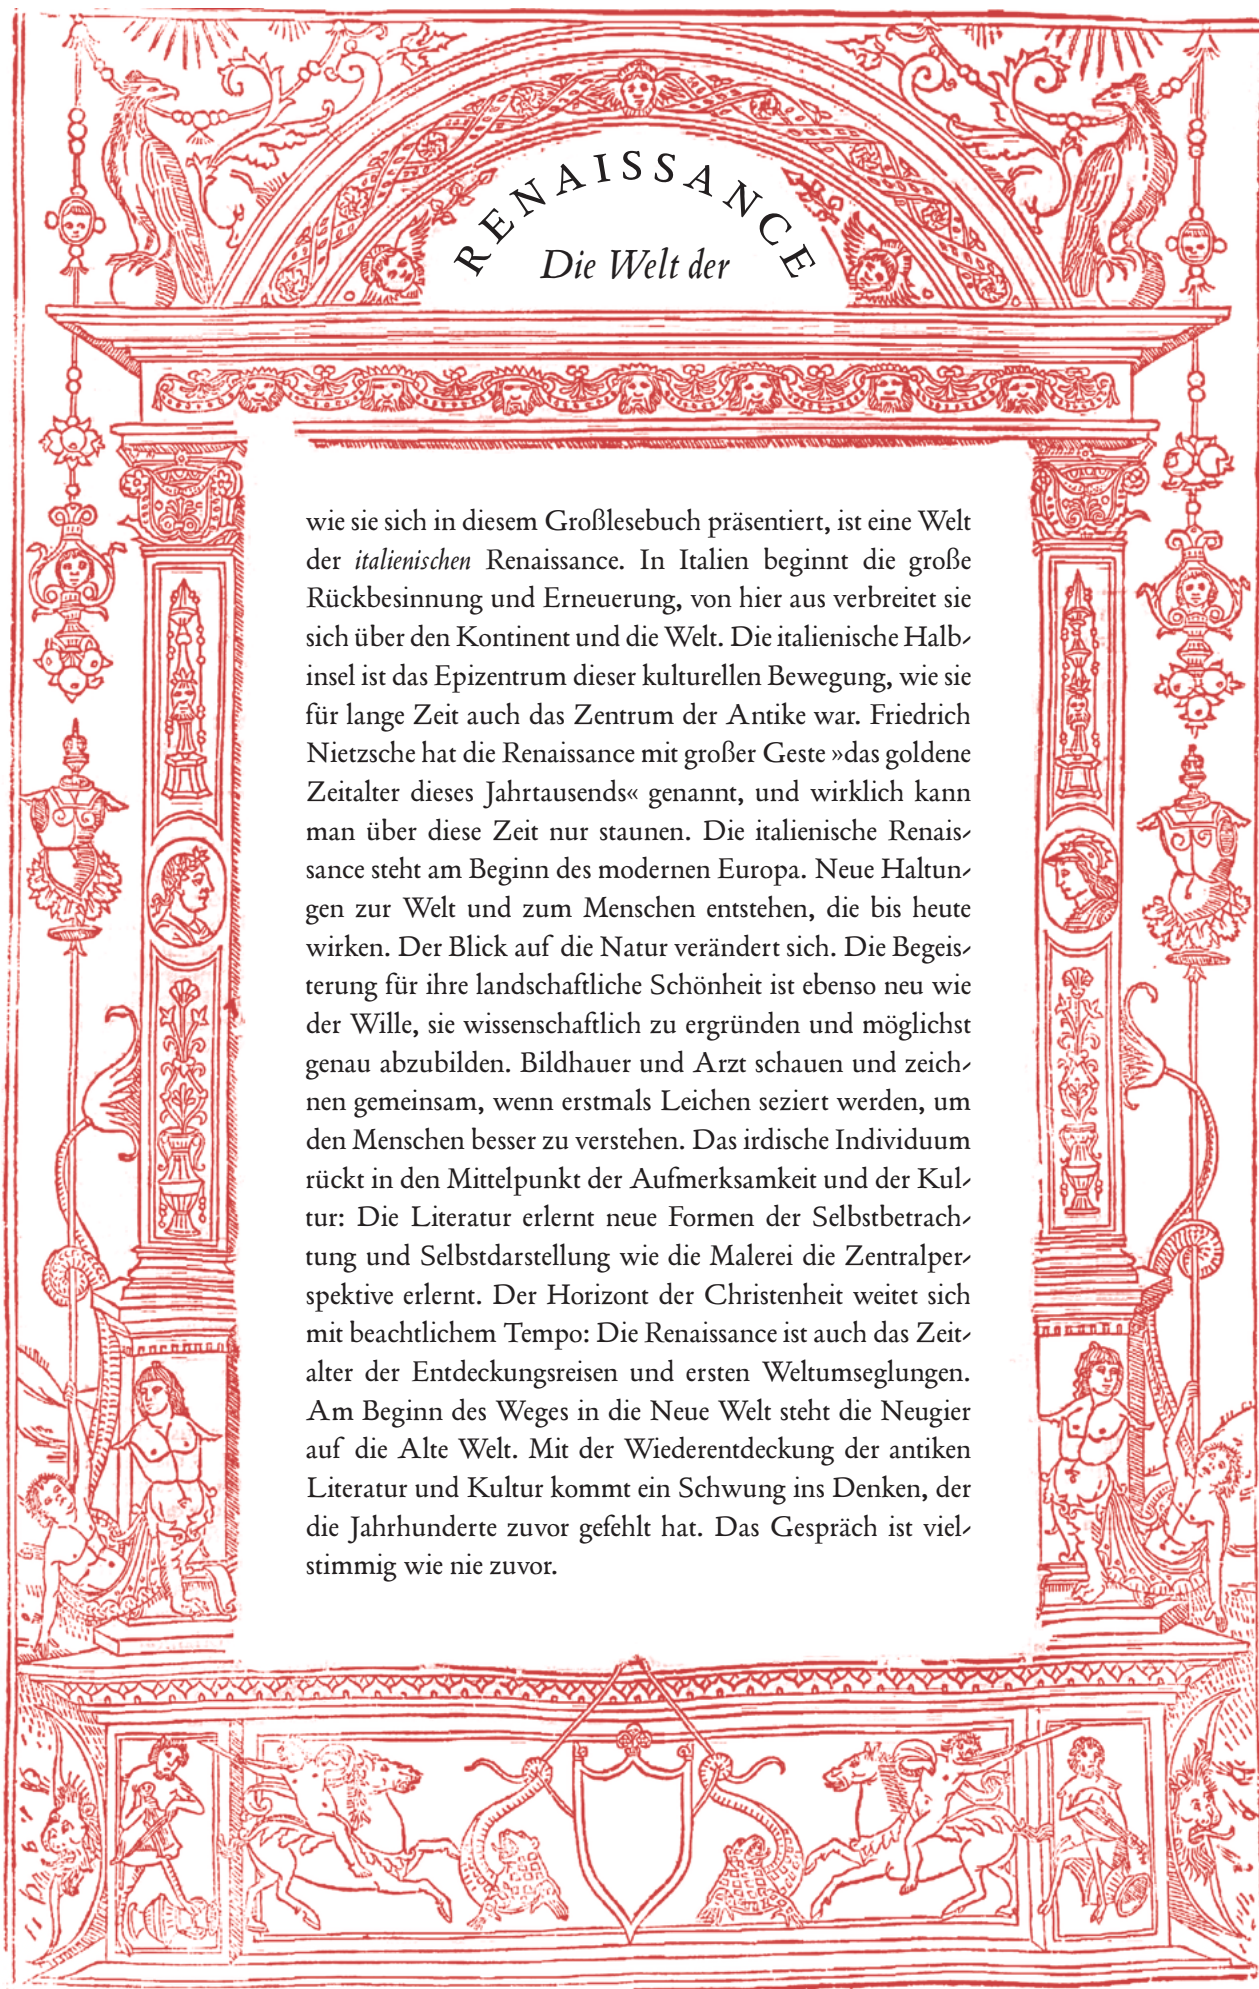 RENAISSANCE
Die Welt der
wie sie sich in diesem Großlesebuch präsentiert, ist eine Welt
der italienischen Renaissance. In Italien beginnt die große
Rückbesinnung und Erneuerung, von hier aus verbreitet sie
sich über den Kontinent und die Welt. Die italienische Halb-
insel ist das Epizentrum dieser kulturellen Bewegung, wie sie
für lange Zeit auch das Zentrum der Antike war. Friedrich
Nietzsche hat die Renaissance mit großer Geste »das goldene
Zeitalter dieses Jahrtausends« genannt, und wirklich kann
man über diese Zeit nur staunen. Die italienische Renais-
sance steht am Beginn des modernen Europa. Neue Haltun-
gen zur Welt und zum Menschen entstehen, die bis heute
wirken. Der Blick auf die Natur verändert sich. Die Begeis-
terung für ihre landschaftliche Schönheit ist ebenso neu wie
der Wille, sie wissenschaftlich zu ergründen und möglichst
genau abzubilden. Bildhauer und Arzt schauen und zeich-
nen gemeinsam, wenn erstmals Leichen seziert werden, um
den Menschen besser zu verstehen. Das irdische Individuum
rückt in den Mittelpunkt der Aufmerksamkeit und der Kul-
tur: Die Literatur erlernt neue Formen der Selbstbetrach-
tung und Selbstdarstellung wie die Malerei die Zentralper-
spektive erlernt. Der Horizont der Christenheit weitet sich
mit beachtlichem Tempo: Die Renaissance ist auch das Zeit-
alter der Entdeckungsreisen und ersten Weltumseglungen.
Am Beginn des Weges in die Neue Welt steht die Neugier
auf die Alte Welt. Mit der Wiederentdeckung der antiken
Literatur und Kultur kommt ein Schwung ins Denken, der
die Jahrhunderte zuvor gefehlt hat. Das Gespräch ist viel-
stimmig wie nie zuvor.